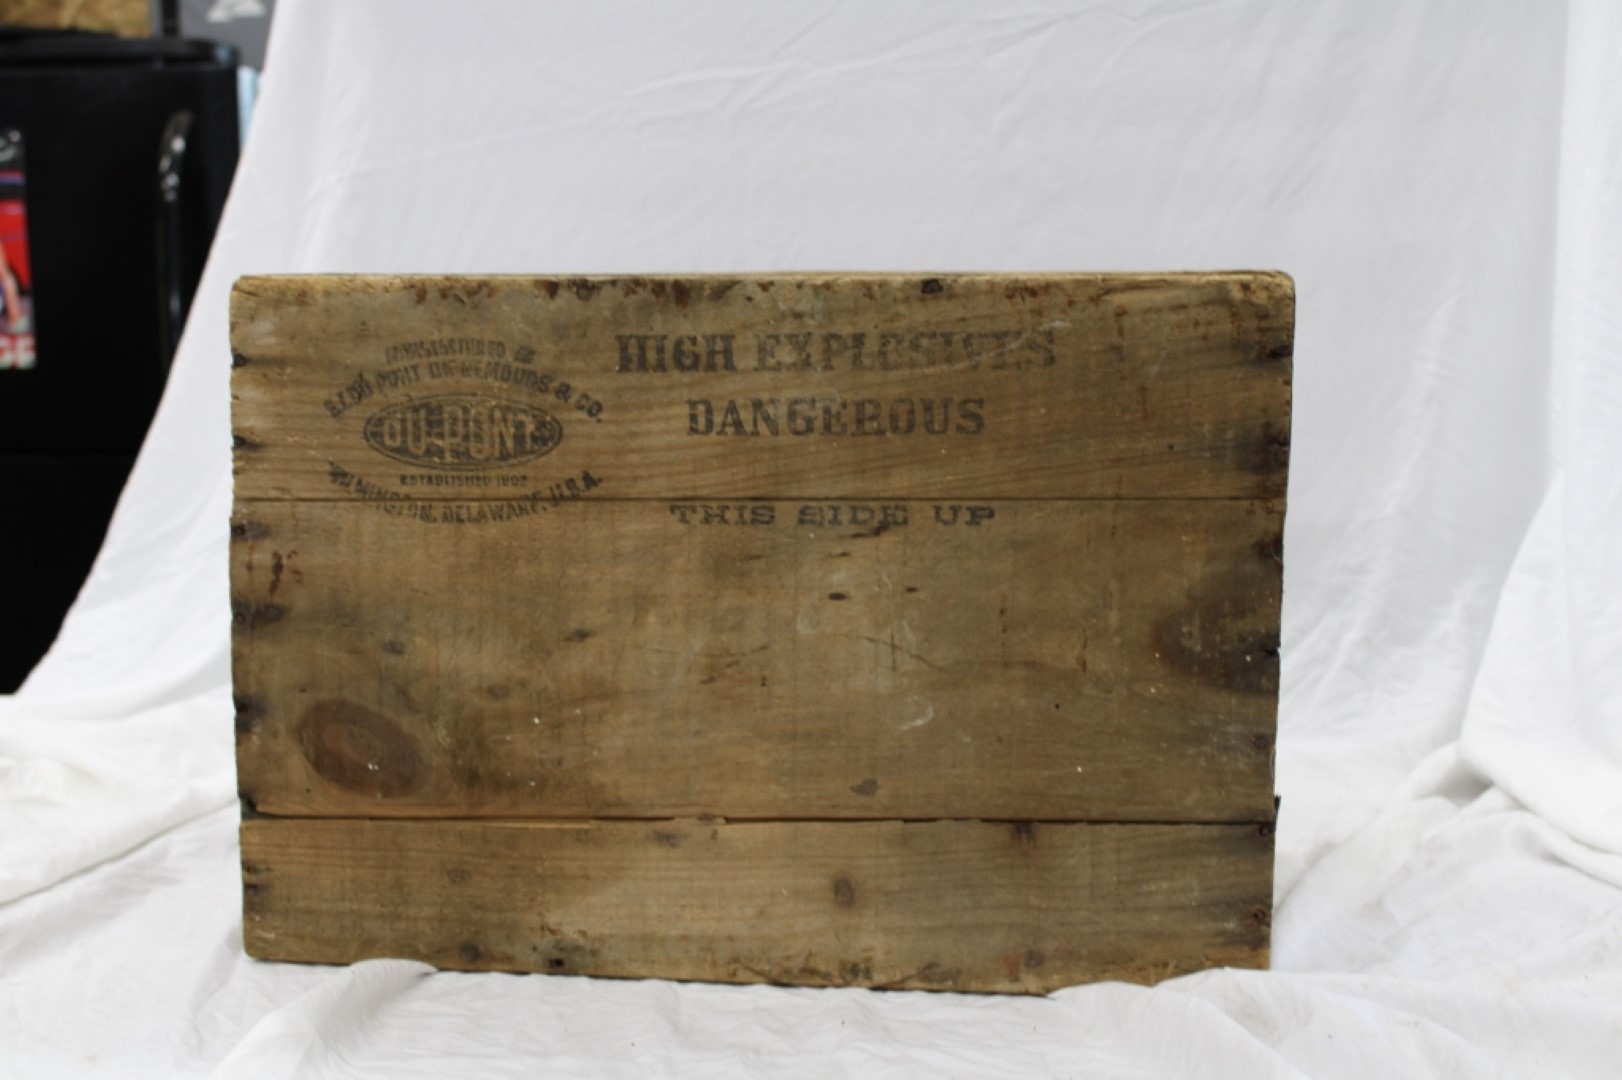 MANUFACTURED BY
E.I. DU PONT DE NEMOURS & CO.
DU PONT
ESTABLISHED 1802
WILMINGTON, DELAWARE, U.S.A.
HIGH EXPLOSIVES
DANGEROUS
THIS SIDE UP